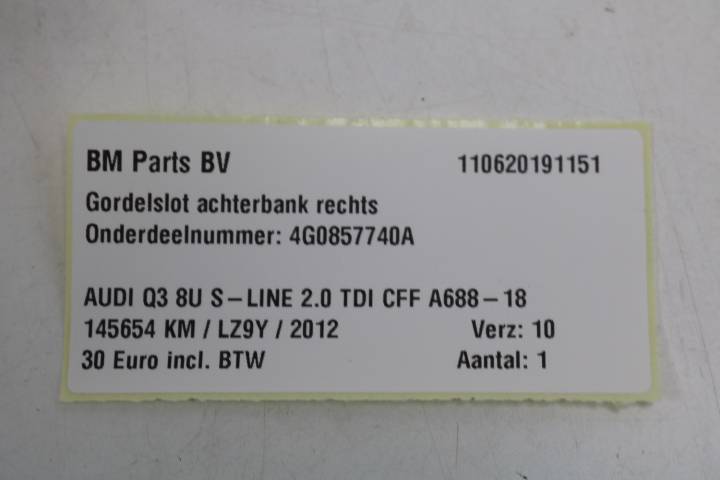 BM Parts BV 110620191151
Gordelslot achterbank rechts
Onderdeelnummer: 4G0857740A
AUDI Q3 8U S-LINE 2.0 TDI CFF A688-18
145654 KM / LZ9Y / 2012 Verz: 10
30 Euro incl. BTW Aantal: 1